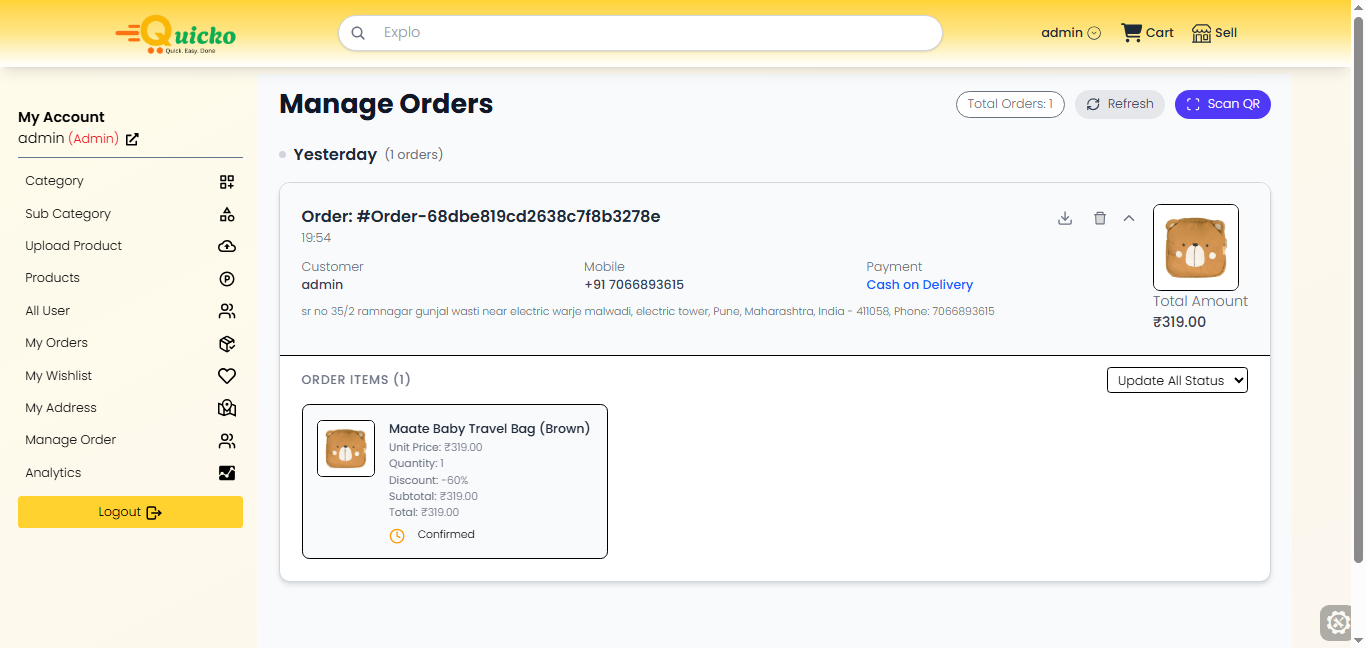 Quicko
Quick. Easy. Done
Explo
admin
Cart
Sell
My Account
admin (Admin)
Category
Sub Category
Upload Product
Products
All User
My Orders
My Wishlist
My Address
Manage Order
Analytics
Logout
Manage Orders
Total Orders: 1
Refresh
Scan QR
Yesterday (1 orders)
Order: #Order-68dbe819cd2638c7f8b3278e
19:54
Customer
admin
Mobile
+91 7066893615
Payment
Cash on Delivery
sr no 35/2 ramnagar gunjal wasti near electric warje malwadi, electric tower, Pune, Maharashtra, India - 411058, Phone: 7066893615
Total Amount
₹319.00
ORDER ITEMS (1)
Update All Status
Maate Baby Travel Bag (Brown)
Unit Price: ₹319.00
Quantity: 1
Discount: -60%
Subtotal: ₹319.00
Total: ₹319.00
Confirmed